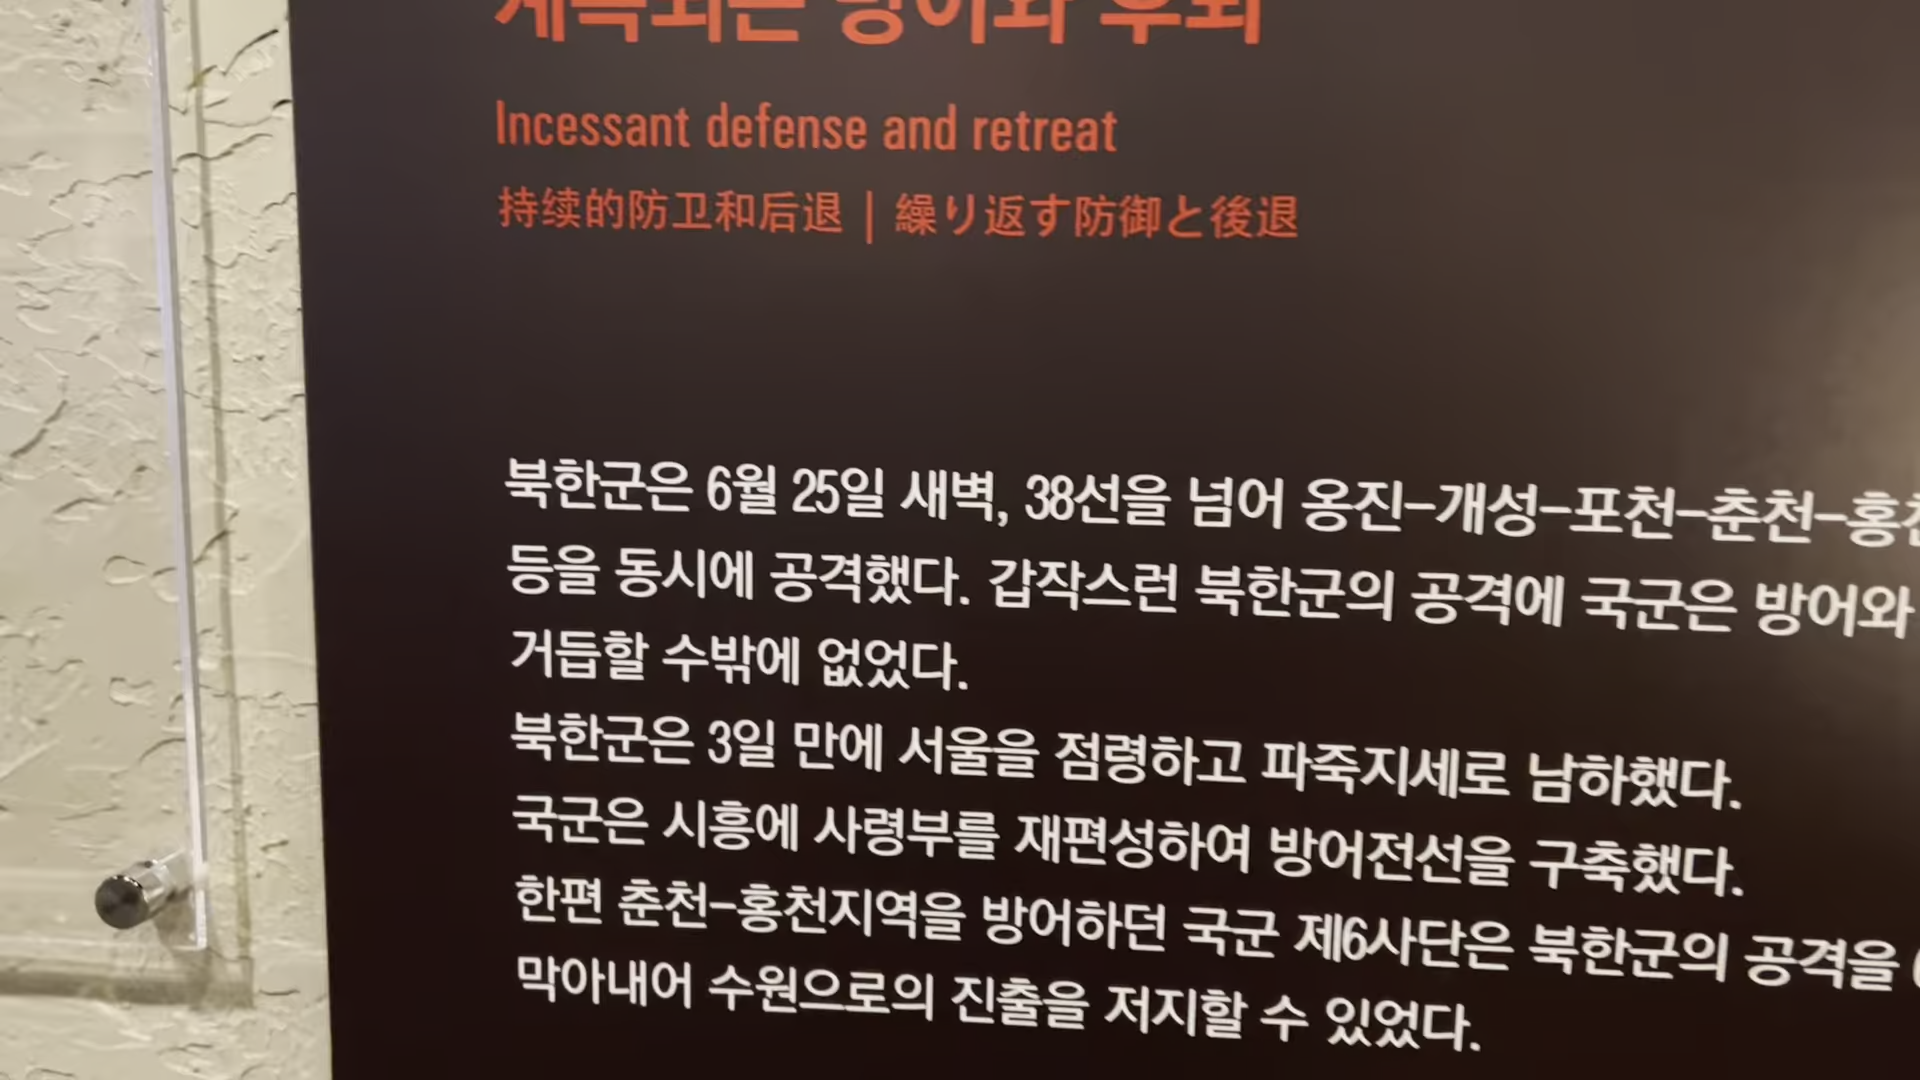 계속되는 방어와 후퇴
Incessant defense and retreat
持续的防卫和后退 | 繰り返す防御と後退
북한군은 6월 25일 새벽, 38선을 넘어 옹진-개성-포천-춘천-홍천
등을 동시에 공격했다. 갑작스런 북한군의 공격에 국군은 방어와
거듭할 수밖에 없었다.
북한군은 3일 만에 서울을 점령하고 파죽지세로 남하했다.
국군은 시흥에 사령부를 재편성하여 방어전선을 구축했다.
한편 춘천-홍천지역을 방어하던 국군 제6사단은 북한군의 공격을
막아내어 수원으로의 진출을 저지할 수 있었다.